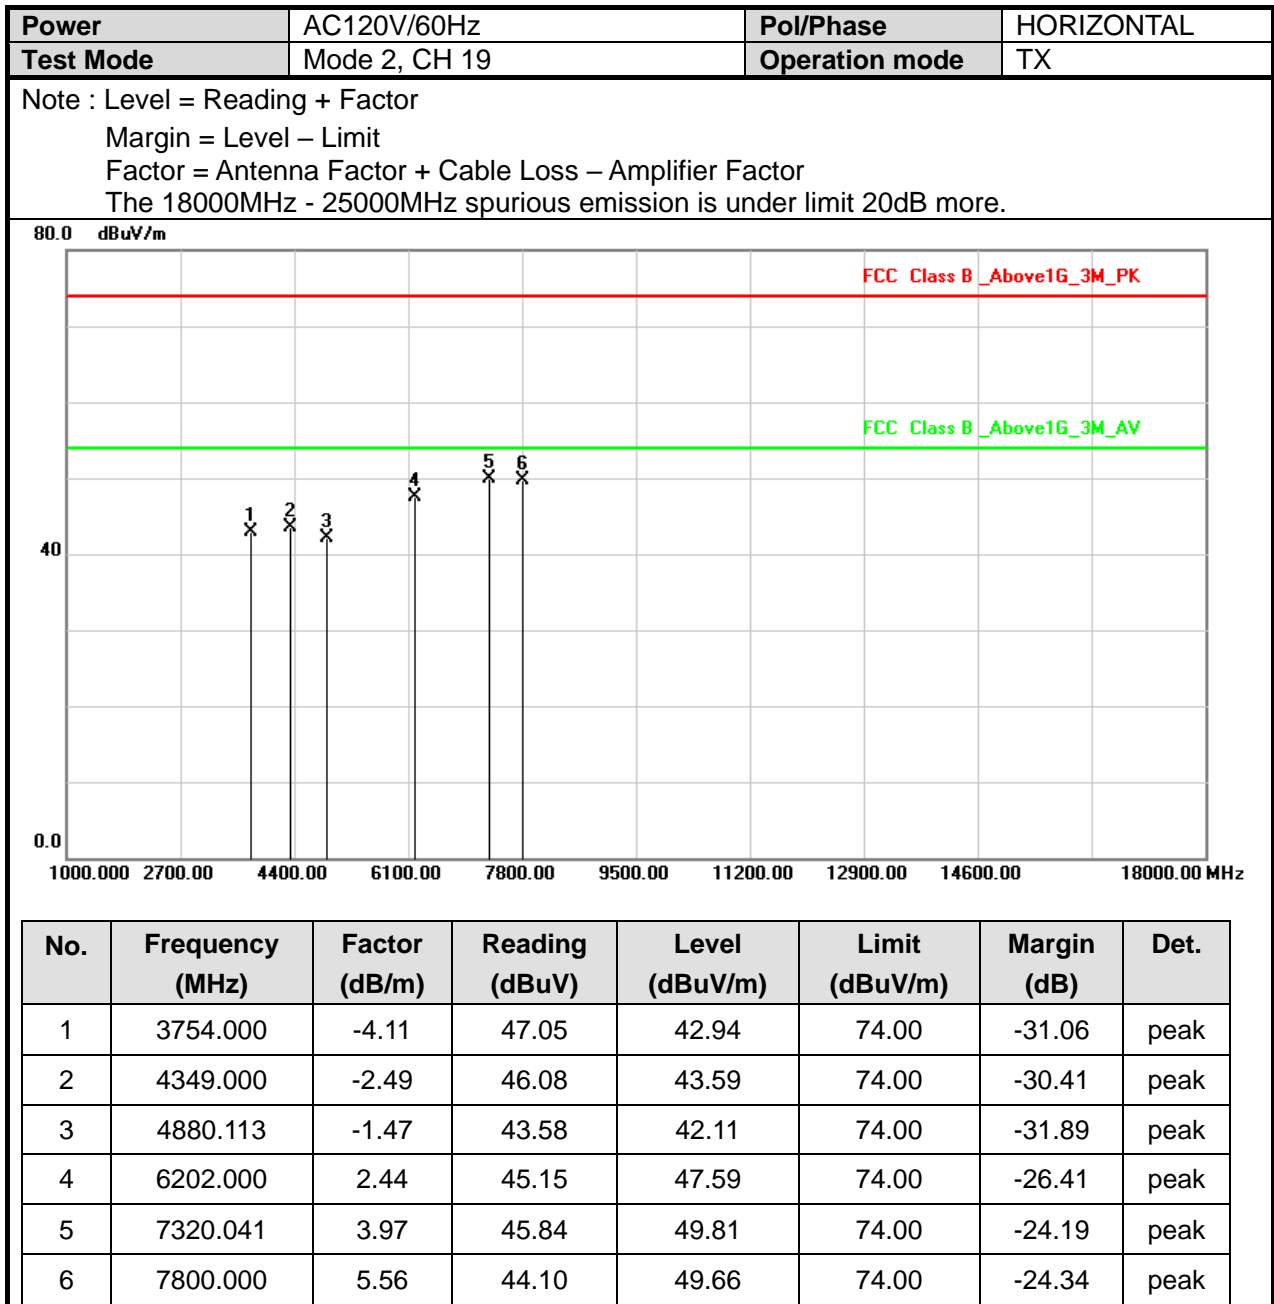 Power AC120V/60Hz Pol/Phase HORIZONTAL
Test Mode Mode 2, CH 19 Operation mode TX
Note : Level = Reading + Factor
Margin = Level – Limit
Factor = Antenna Factor + Cable Loss – Amplifier Factor
The 18000MHz - 25000MHz spurious emission is under limit 20dB more.
80.0 dBuV/m
FCC Class B _Above1G_3M_PK
FCC Class B _Above1G_3M_AV
1 2 3 4 5 6
40
0.0
1000.000 2700.00 4400.00 6100.00 7800.00 9500.00 11200.00 12900.00 14600.00 18000.00 MHz
No. Frequency Factor Reading Level Limit Margin Det.
(MHz) (dB/m) (dBuV) (dBuV/m) (dBuV/m) (dB)
1 3754.000 -4.11 47.05 42.94 74.00 -31.06 peak
2 4349.000 -2.49 46.08 43.59 74.00 -30.41 peak
3 4880.113 -1.47 43.58 42.11 74.00 -31.89 peak
4 6202.000 2.44 45.15 47.59 74.00 -26.41 peak
5 7320.041 3.97 45.84 49.81 74.00 -24.19 peak
6 7800.000 5.56 44.10 49.66 74.00 -24.34 peak